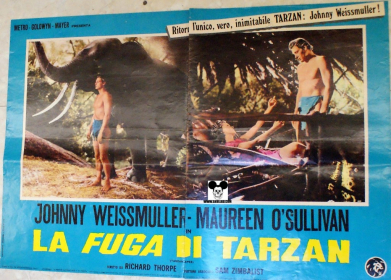 METRO-GOLDWYN-MAYER
Ritorna l'unico, vero, inimitabile TARZAN: Johnny Weissmuller!
JOHNNY WEISSMULLER - MAUREEN O'SULLIVAN
IN
LA FUGA DI TARZAN
RICHARD THORPE
SAM ZIMBALIST